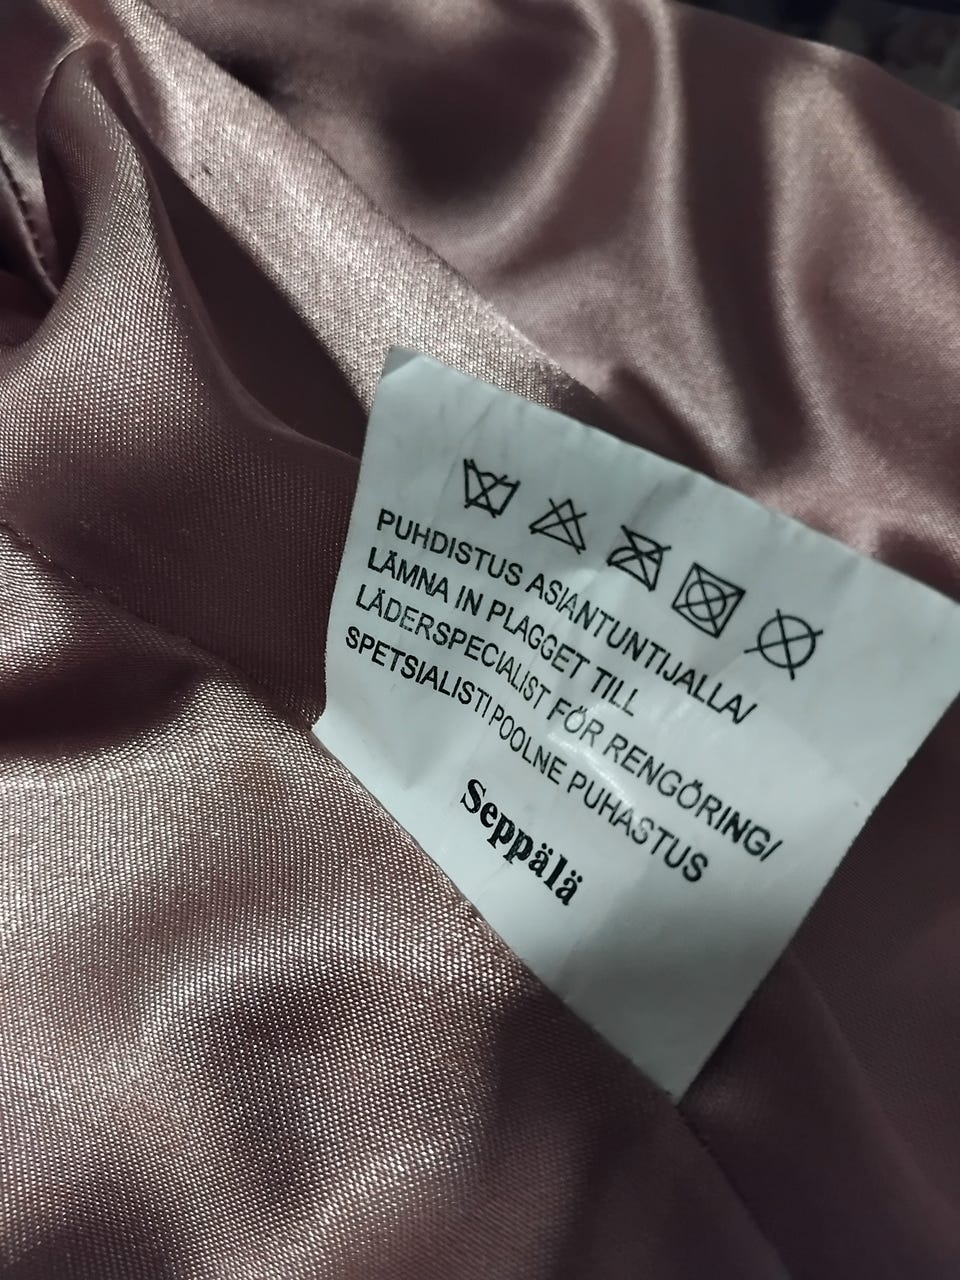 PUHDISTUS ASIANTUNTIJALLA/
LÄMNA IN PLAGGET TILL
LÄDERSPECIALIST FÖR RENGÖRING/
SPETSIALISTI POOLNE PUHASTUS
Seppälä